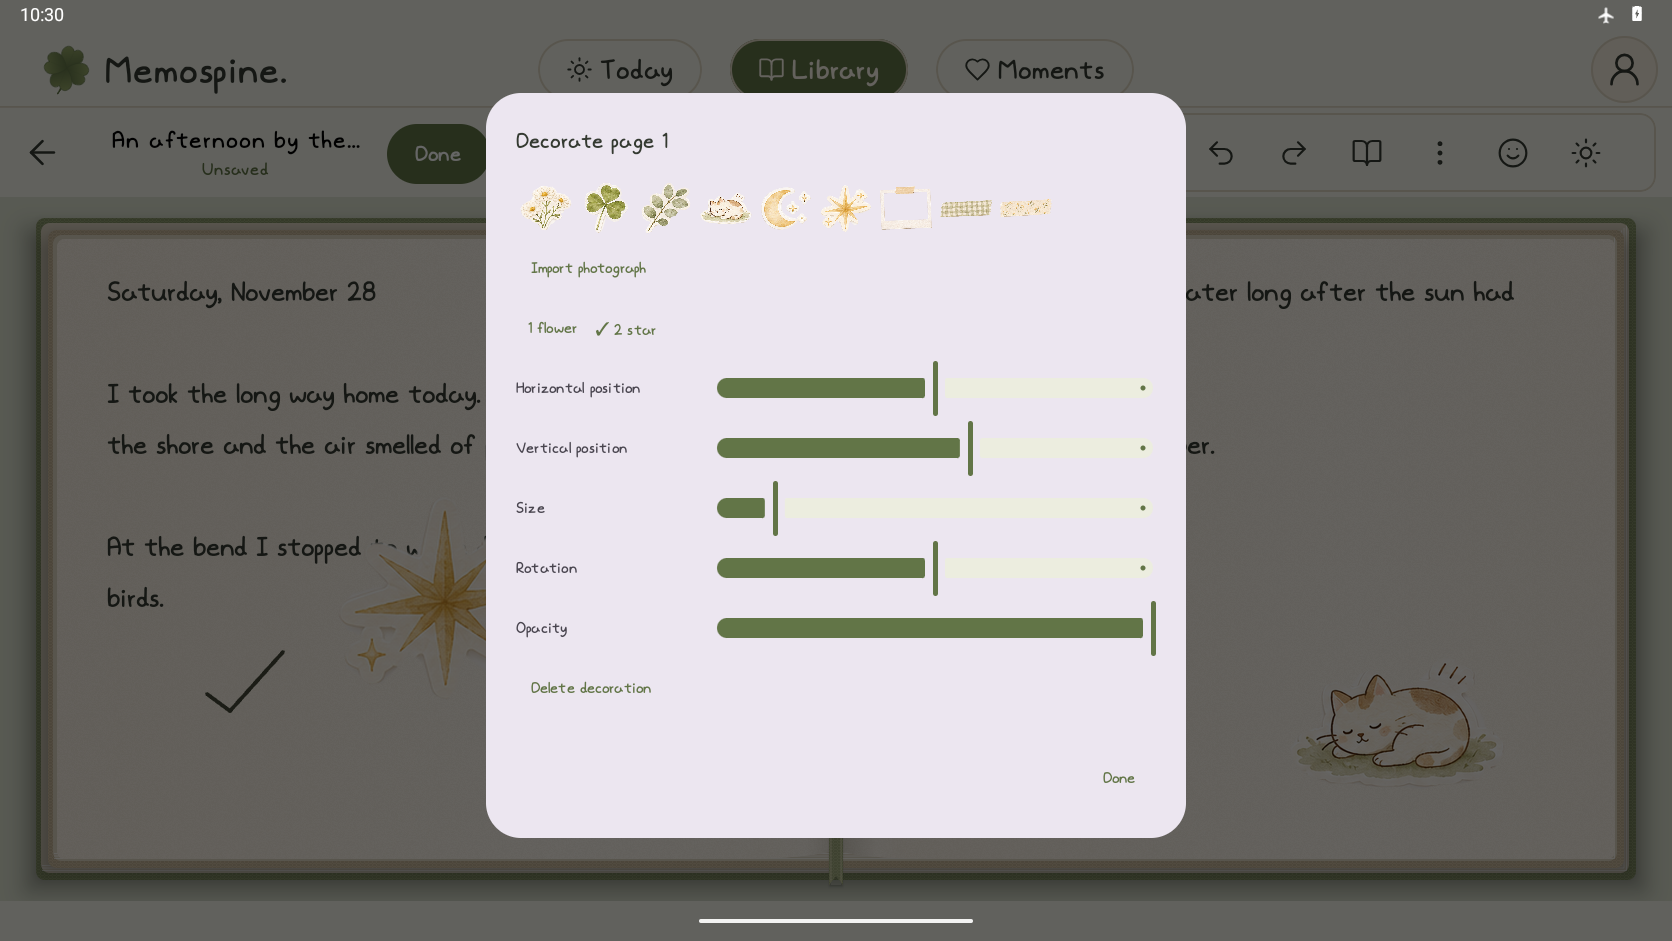 10:30
Memospine.
Today
Library
Moments
An afternoon by the...
Unsaved
Done
Decorate page 1
Import photograph
1 flower ✓ 2 star
Horizontal position
Vertical position
Size
Rotation
Opacity
Delete decoration
Done
Saturday, November 28
I took the long way home today.
the shore and the air smelled of
At the bend I stopped to
birds.
long after the sun had